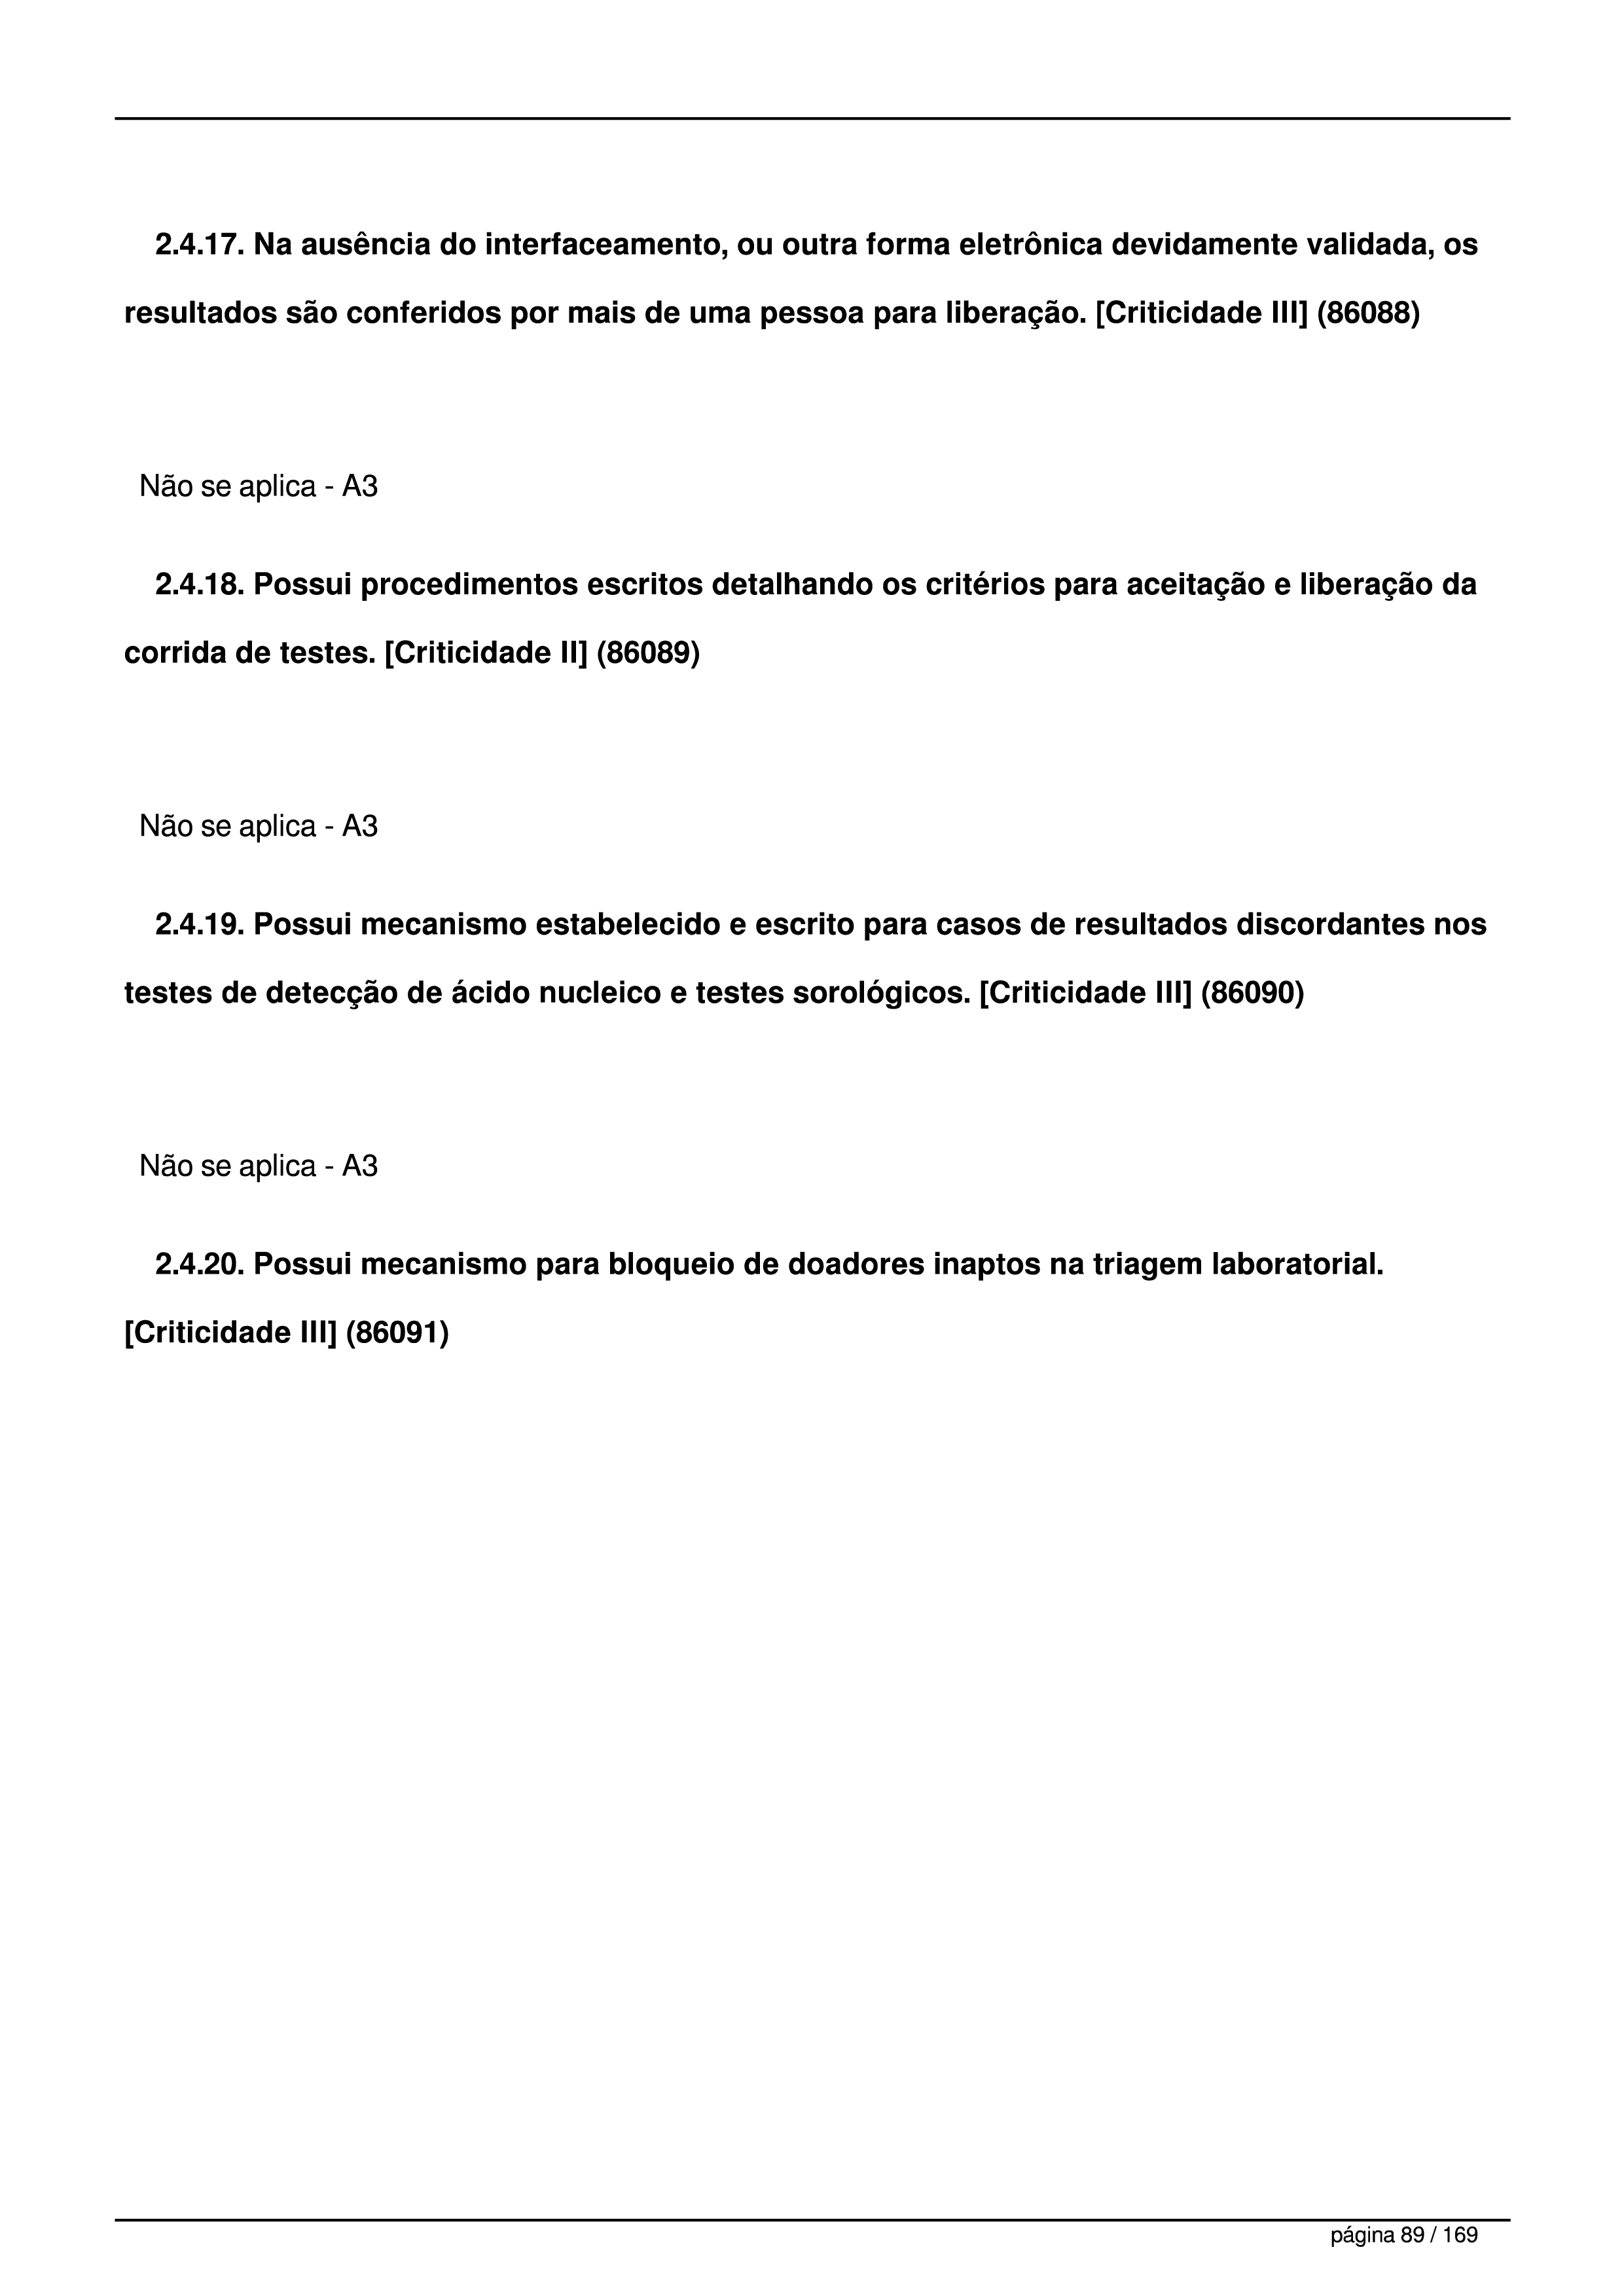 2.4.17. Na ausência do interfaceamento, ou outra forma eletrônica devidamente validada, os
resultados são conferidos por mais de uma pessoa para liberação. [Criticidade III] (86088)
Não se aplica - A3
2.4.18. Possui procedimentos escritos detalhando os critérios para aceitação e liberação da
corrida de testes. [Criticidade II] (86089)
Não se aplica - A3
2.4.19. Possui mecanismo estabelecido e escrito para casos de resultados discordantes nos
testes de detecção de ácido nucleico e testes sorológicos. [Criticidade III] (86090)
Não se aplica - A3
2.4.20. Possui mecanismo para bloqueio de doadores inaptos na triagem laboratorial.
[Criticidade III] (86091)
página 89 / 169